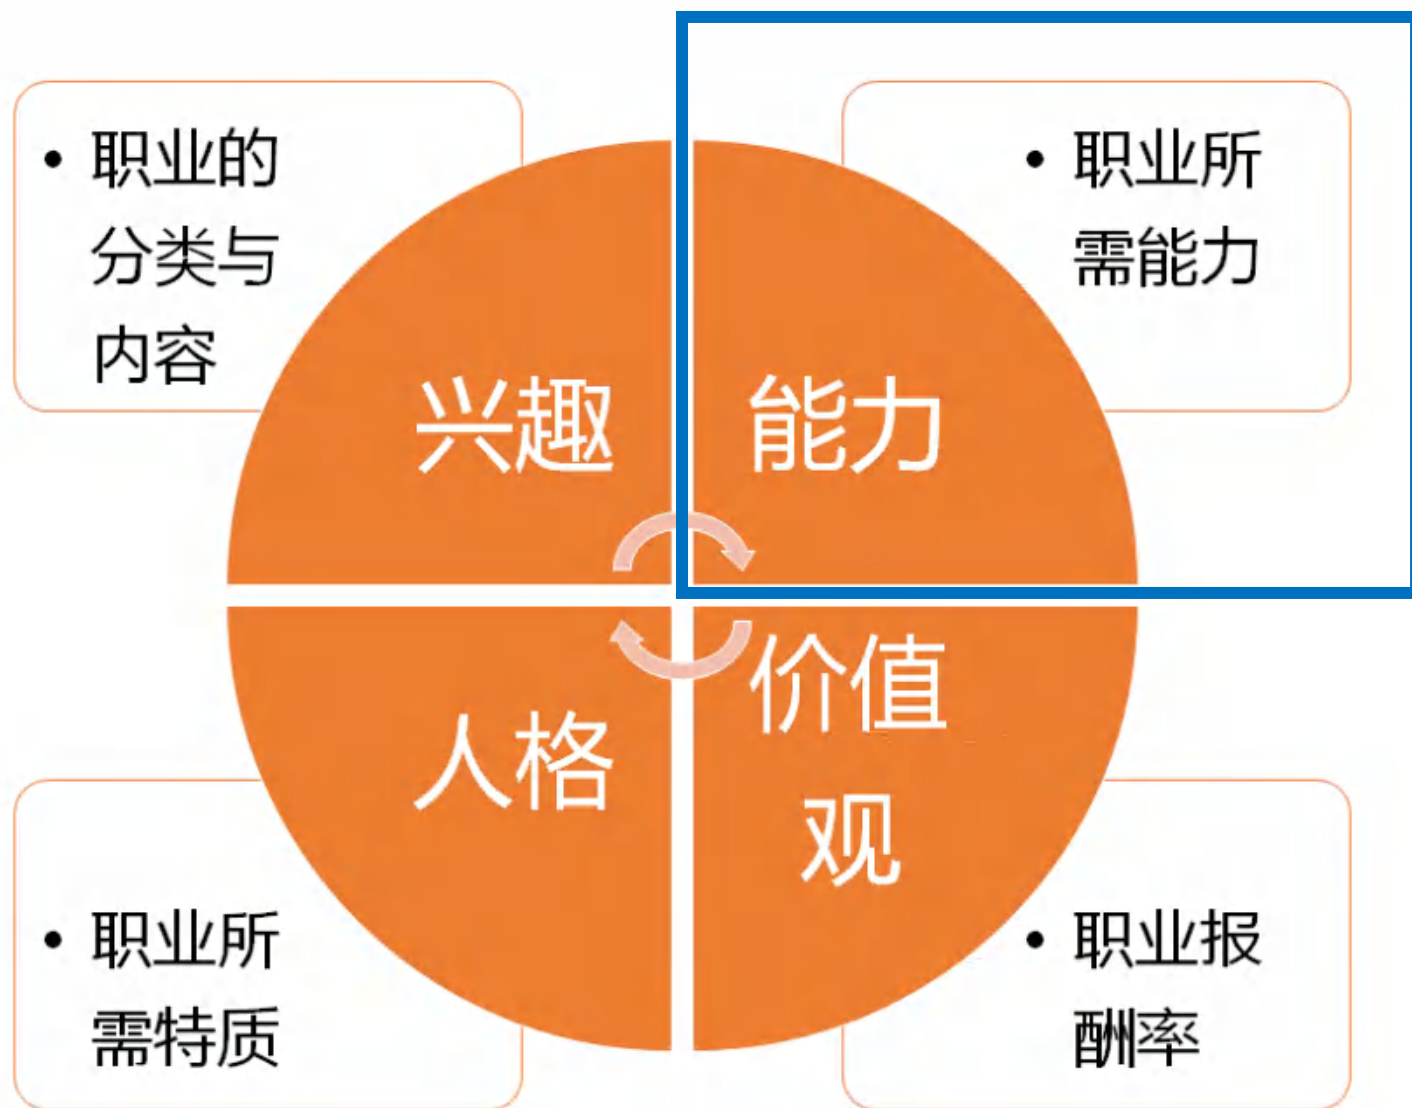 • 职业的
分类与
内容
兴趣
• 职业所
需能力
能力
人格
• 职业所
需特质
价值
观
• 职业报
酬率